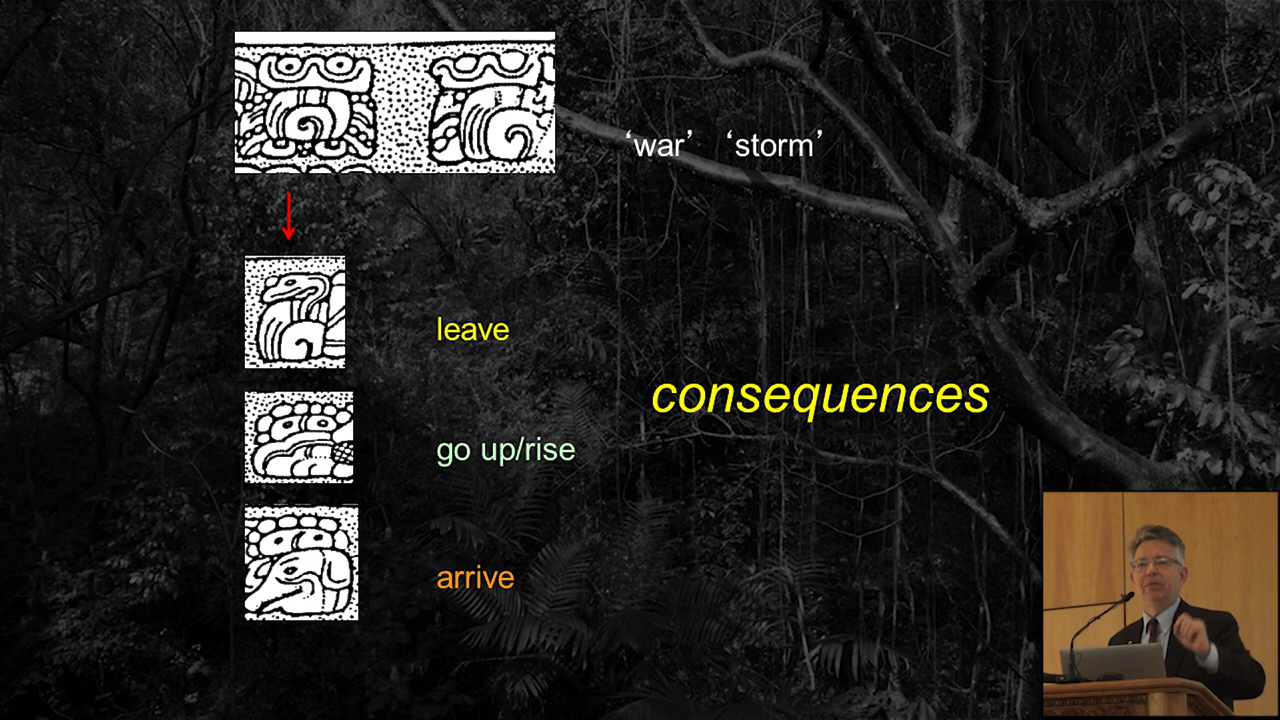 ‘war’ ‘storm’
leave
consequences
go up/rise
arrive